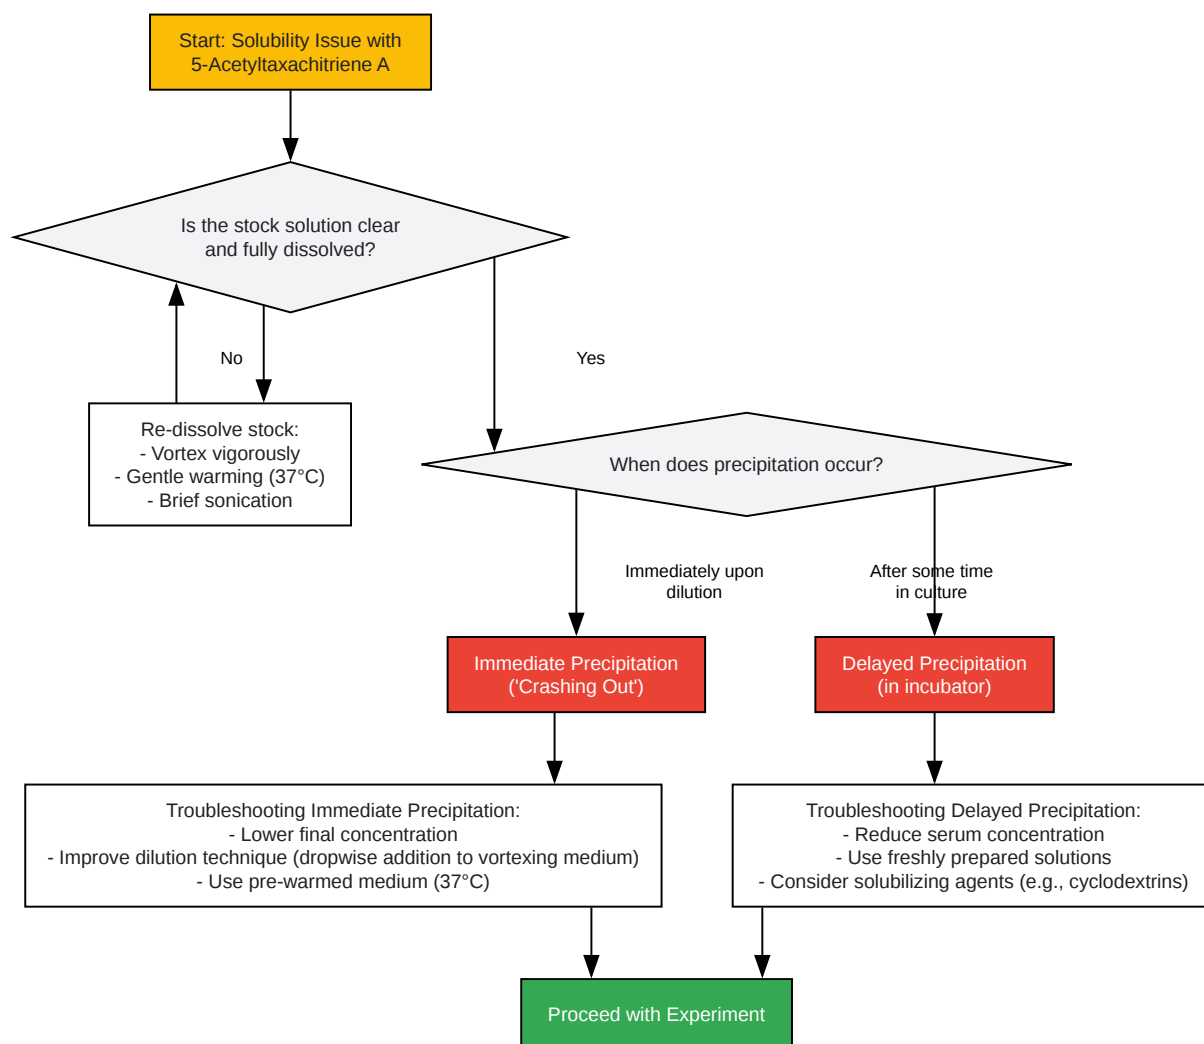 Start: Solubility Issue with
5-Acetyltaxachitriene A
Is the stock solution clear
and fully dissolved?
No
Yes
Re-dissolve stock:
- Vortex vigorously
- Gentle warming (37°C)
- Brief sonication
When does precipitation occur?
Immediately upon
dilution
After some time
in culture
Immediate Precipitation
('Crashing Out')
Delayed Precipitation
(in incubator)
Troubleshooting Immediate Precipitation:
- Lower final concentration
- Improve dilution technique (dropwise addition to vortexing medium)
- Use pre-warmed medium (37°C)
Troubleshooting Delayed Precipitation:
- Reduce serum concentration
- Use freshly prepared solutions
- Consider solubilizing agents (e.g., cyclodextrins)
Proceed with Experiment